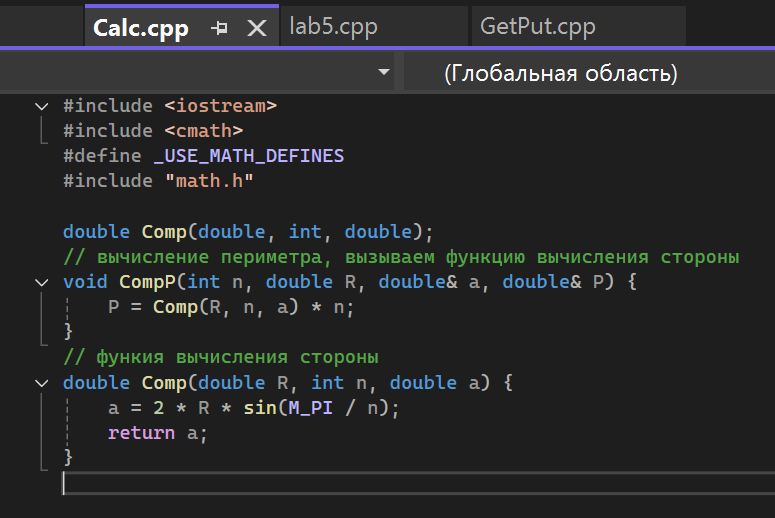 Calc.cpp lab5.cpp GetPut.cpp
(Глобальная область)
#include <iostream>
#include <cmath>
#define _USE_MATH_DEFINES
#include "math.h"
double Comp(double, int, double);
// вычисление периметра, вызываем функцию вычисления стороны
void CompP(int n, double R, double& a, double& P) {
P = Comp(R, n, a) * n;
}
// функия вычисления стороны
double Comp(double R, int n, double a) {
a = 2 * R * sin(M_PI / n);
return a;
}